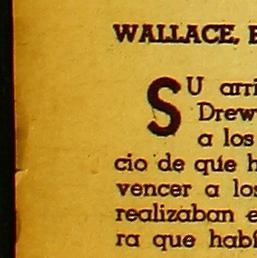 WALLACE, E
SU arri
Drew
a los
cio de que h
vencer a los
realizaban e
ra que habí